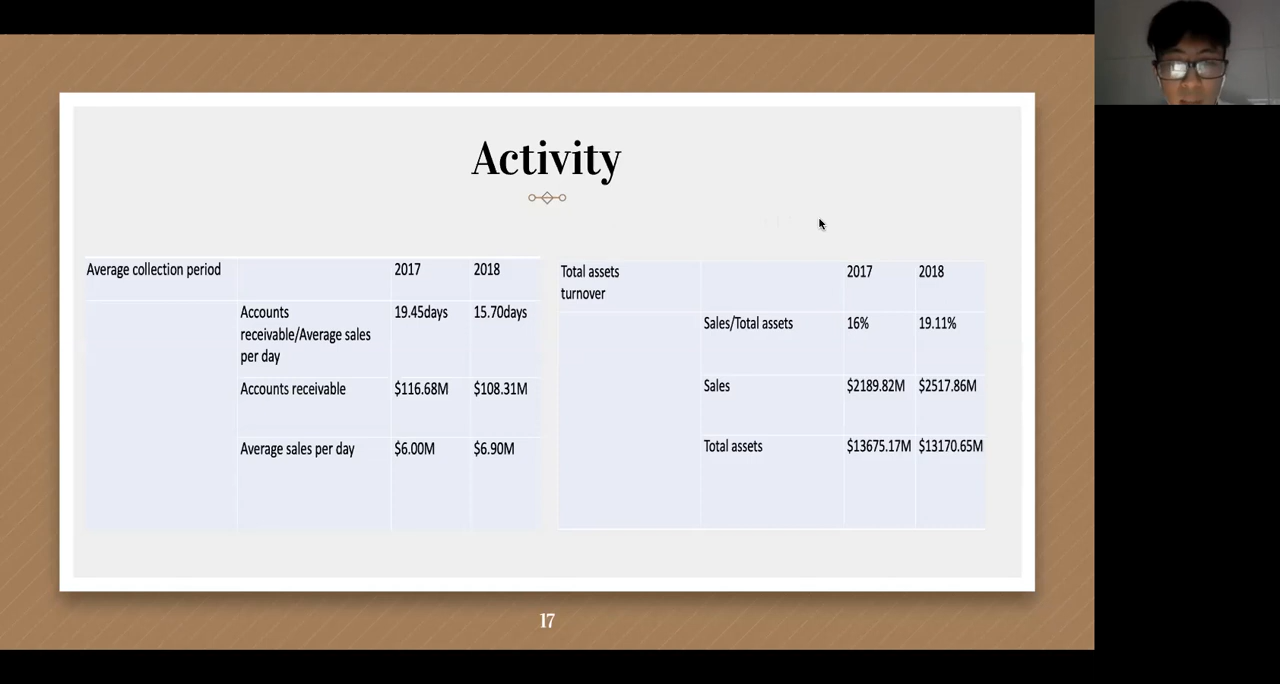 Activity
Average collection period 2017 2018
Accounts 19.45days 15.70days
receivable/Average sales
per day
Accounts receivable $116.68M $108.31M
Average sales per day $6.00M $6.90M
Total assets 2017 2018
turnover
Sales/Total assets 16% 19.11%
Sales $2189.82M $2517.86M
Total assets $13675.17M $13170.65M
17